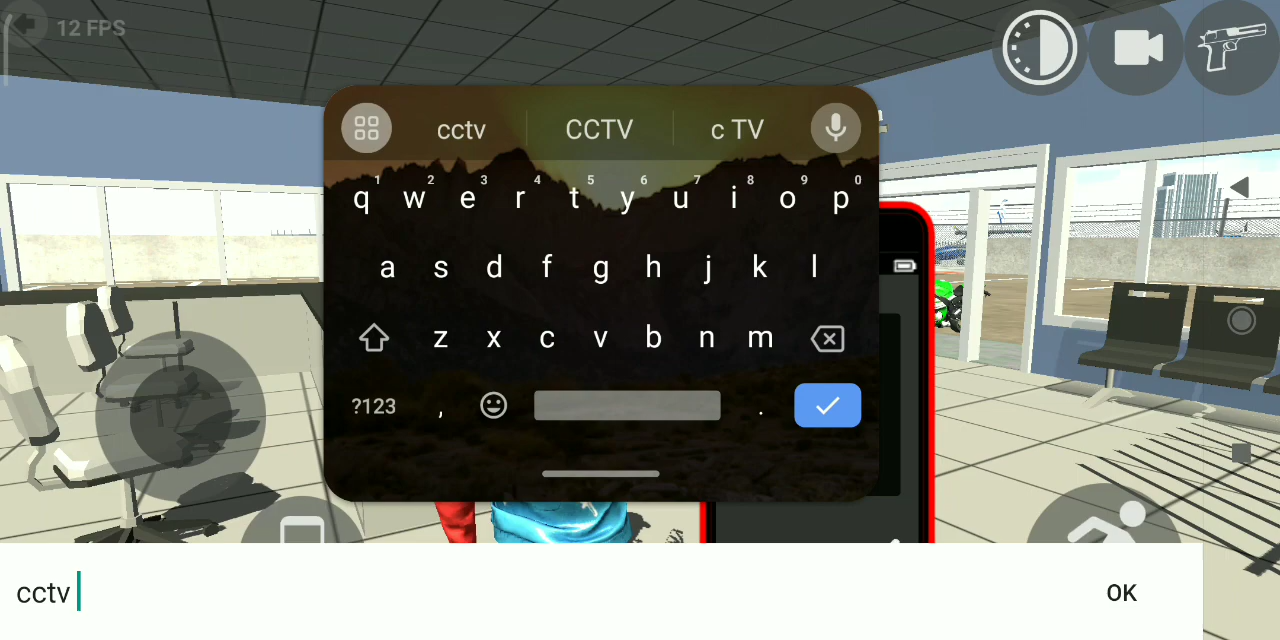 12 FPS
cctv CCTV c TV
1 2 3 4 5 6 7 8 9 0
q w e r t y u i o p
a s d f g h j k l
z x c v b n m
?123 , .
cctv
OK